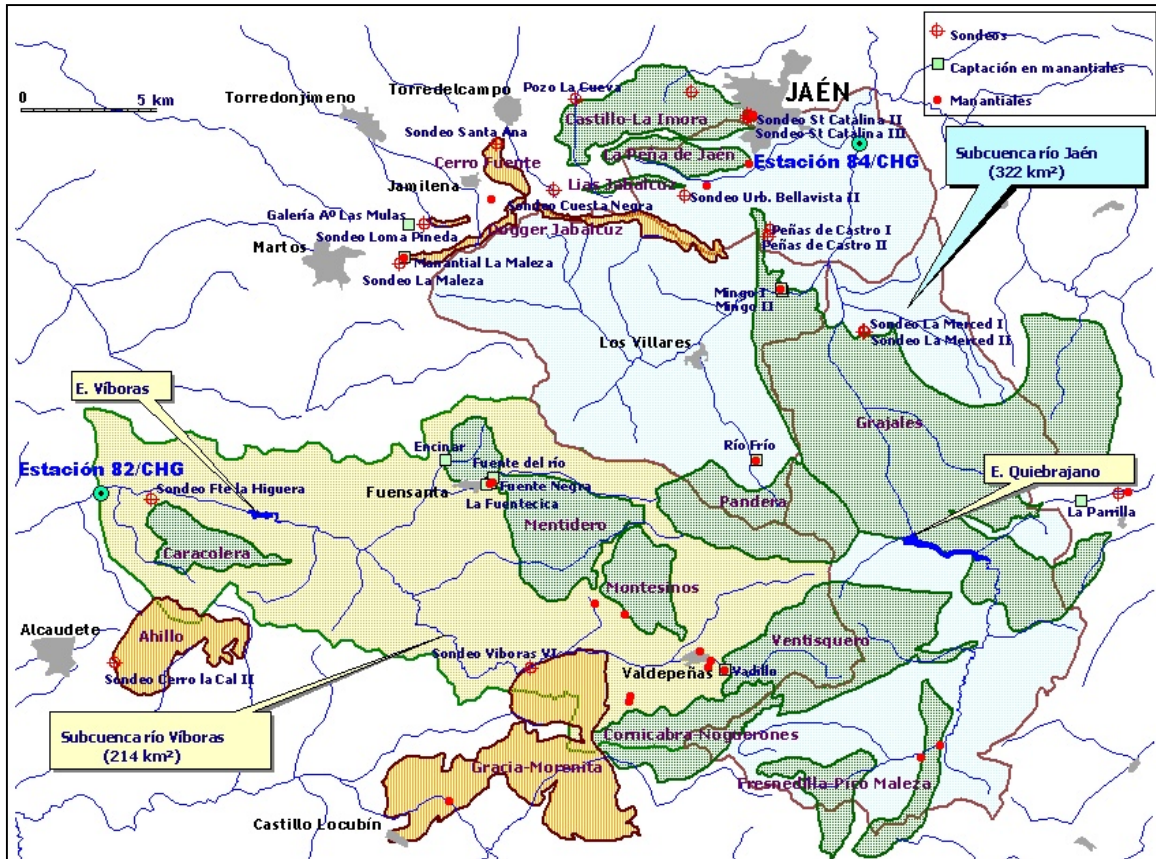 Sondeos
Captación en manantiales
Manantiales
0 5 km
Torredonjimeno
Torredelcampo
Pozo La Cueva
JAÉN
Castillo-La Imora
Sondeo St Catalina II
Sondeo St Catalina III
Sondeo Santa Ana
Cerro Fuente
La Peña de Jaén
Estación 84/CHG
Subcuenca río Jaén
(322 km²)
Jamilena
Lias Jabalcuz
Sondeo Urb. Bellavista II
Sondeo Cuesta Negra
Galería Aº Las Mulas
Sondeo Loma Pineda
Dogger Jabalcuz
Peñas de Castro I
Peñas de Castro II
Martos
Manantial La Maleza
Sondeo La Maleza
Mingo I
Mingo II
Sondeo La Merced I
Sondeo La Merced II
Los Villares
E. Víboras
Grajales
Encinar
Río Frío
Estación 82/CHG
Fuente del río
E. Quiebrajano
Fuensanta
Fuente Negra
Sondeo Fte la Higuera
La Fuentecica
Pandera
La Parrilla
Mentidero
Caracolera
Montesinos
Alcaudete
Ahillo
Ventisquero
Sondeo Víboras VI
Valdepeñas
Vadillo
Sondeo Cerro la Cal II
Subcuenca río Víboras
(214 km²)
Cornicabra-Noguerones
Gracia-Morenita
Fresnedilla-Pico Maleza
Castillo Locubín